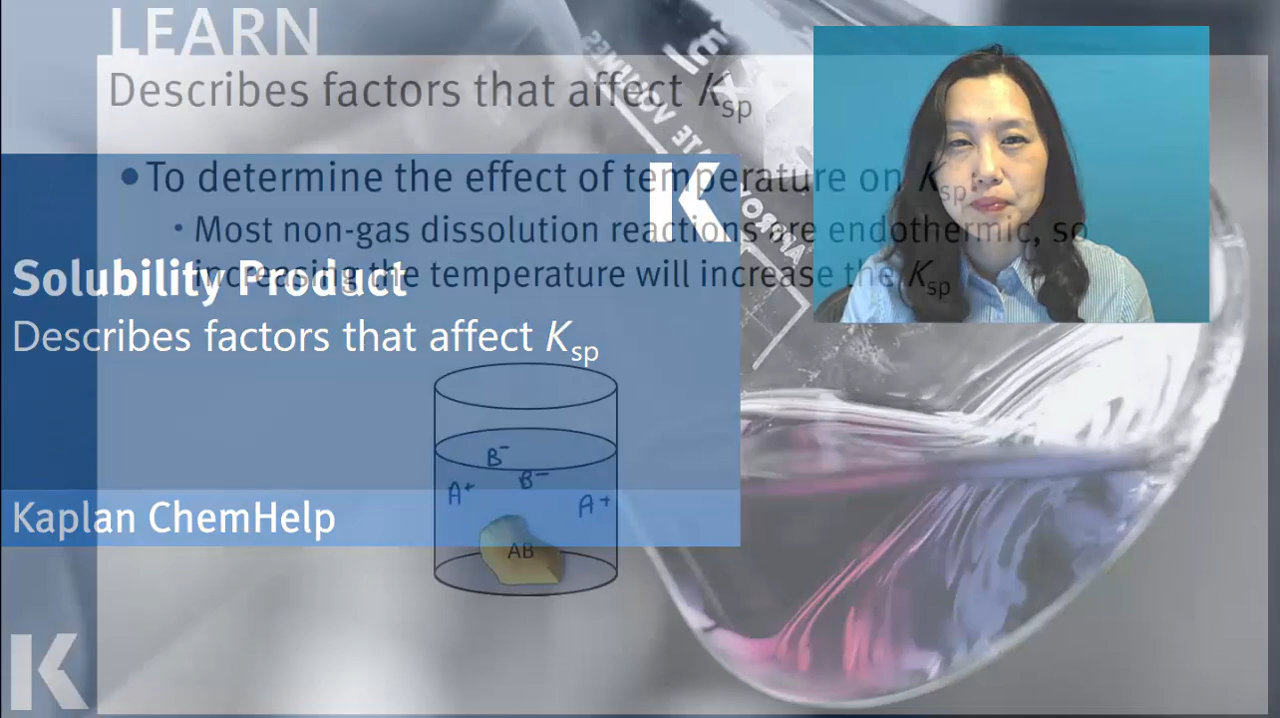 LEARN
Describes factors that affect Ksp
• To determine the effect of temperature on Ksp:
• Most non-gas dissolution reactions are endothermic, so
increasing the temperature will increase the Ksp
K
Solubility Product
Describes factors that affect Ksp
B⁻
B⁻
A⁺
A⁺
AB
Kaplan ChemHelp
K